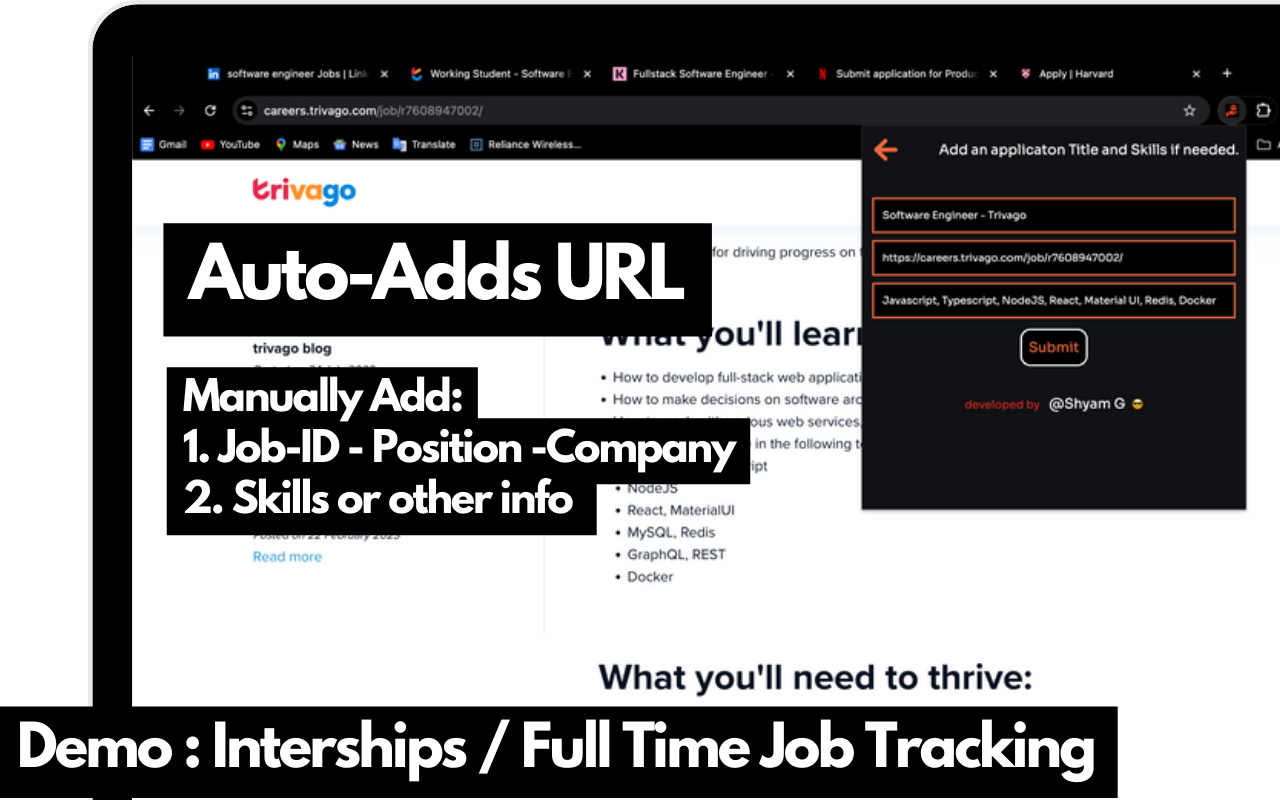 software engineer Jobs | Link
Working Student - Software E
Fullstack Software Engineer -
Submit application for Produc
Apply | Harvard
careers.trivago.com/job/r7608947002/
Gmail
YouTube
Maps
News
Translate
Reliance Wireless...
Add an applicaton Title and Skills if needed.
trivago
Software Engineer - Trivago
https://careers.trivago.com/job/r7608947002/
Javascript, Typescript, NodeJS, React, Material UI, Redis, Docker
Submit
developed by @Shyam G 😎
Auto-Adds URL
for driving progress on
trivago blog
What you'll lear
Manually Add:
1. Job-ID - Position -Company
2. Skills or other info
Posted on 22 February 2023
Read more
• How to develop full-stack web applicati
• How to make decisions on software arc
web services,
in the following
• NodeJS
• React, MaterialUI
• MySQL, Redis
• GraphQL, REST
• Docker
What you'll need to thrive:
Demo : Interships / Full Time Job Tracking